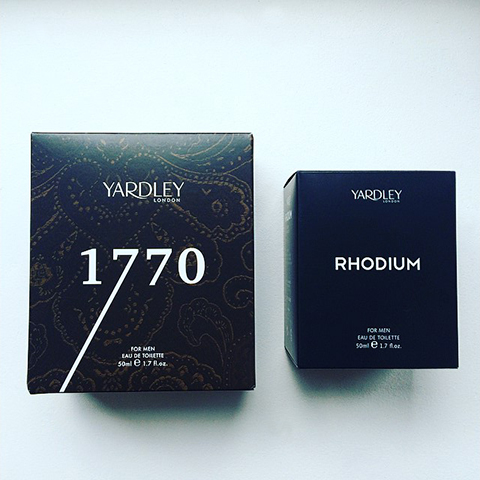 YARDLEY
LONDON
1770
FOR MEN
EAU DE TOILETTE
50ml e 1.7 fl.oz.
YARDLEY
LONDON
RHODIUM
FOR MEN
EAU DE TOILETTE
50ml e 1.7 fl.oz.